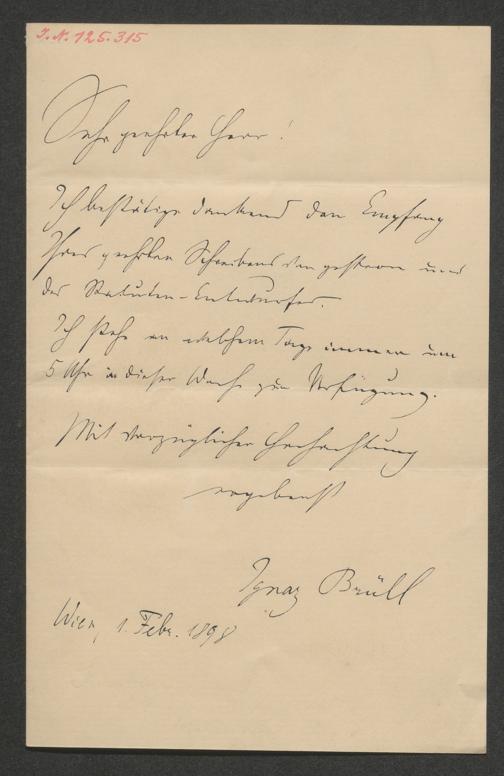 I.N. 125.315
Sehr geehrter Herr!
Ich bestätige dankend den Empfang
Ihres geehrten Schreibens von gestern und
des Statuten-Entwurfes.
Ich stehe an welchem Tage immer um
5 Uhr in dieser Woche zur Verfügung.
Mit vorzüglicher Hochachtung
ergebenst
Ignaz Brüll
Wien, 1. Febr. 1898